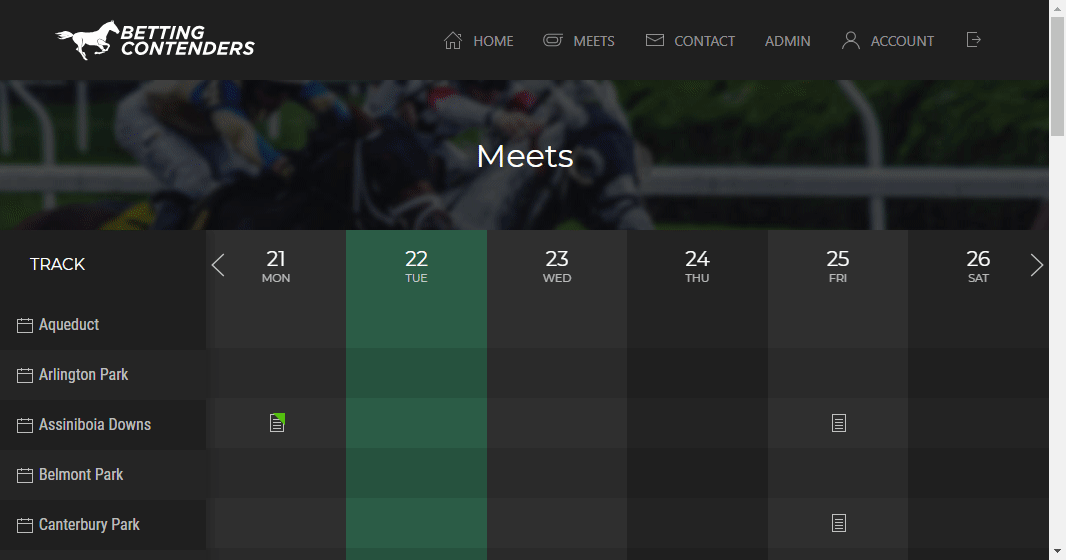 BETTING
CONTENDERS
HOME
MEETS
CONTACT
ADMIN
ACCOUNT
Meets
TRACK
21
MON
22
TUE
23
WED
24
THU
25
FRI
26
SAT
Aqueduct
Arlington Park
Assiniboia Downs
Belmont Park
Canterbury Park